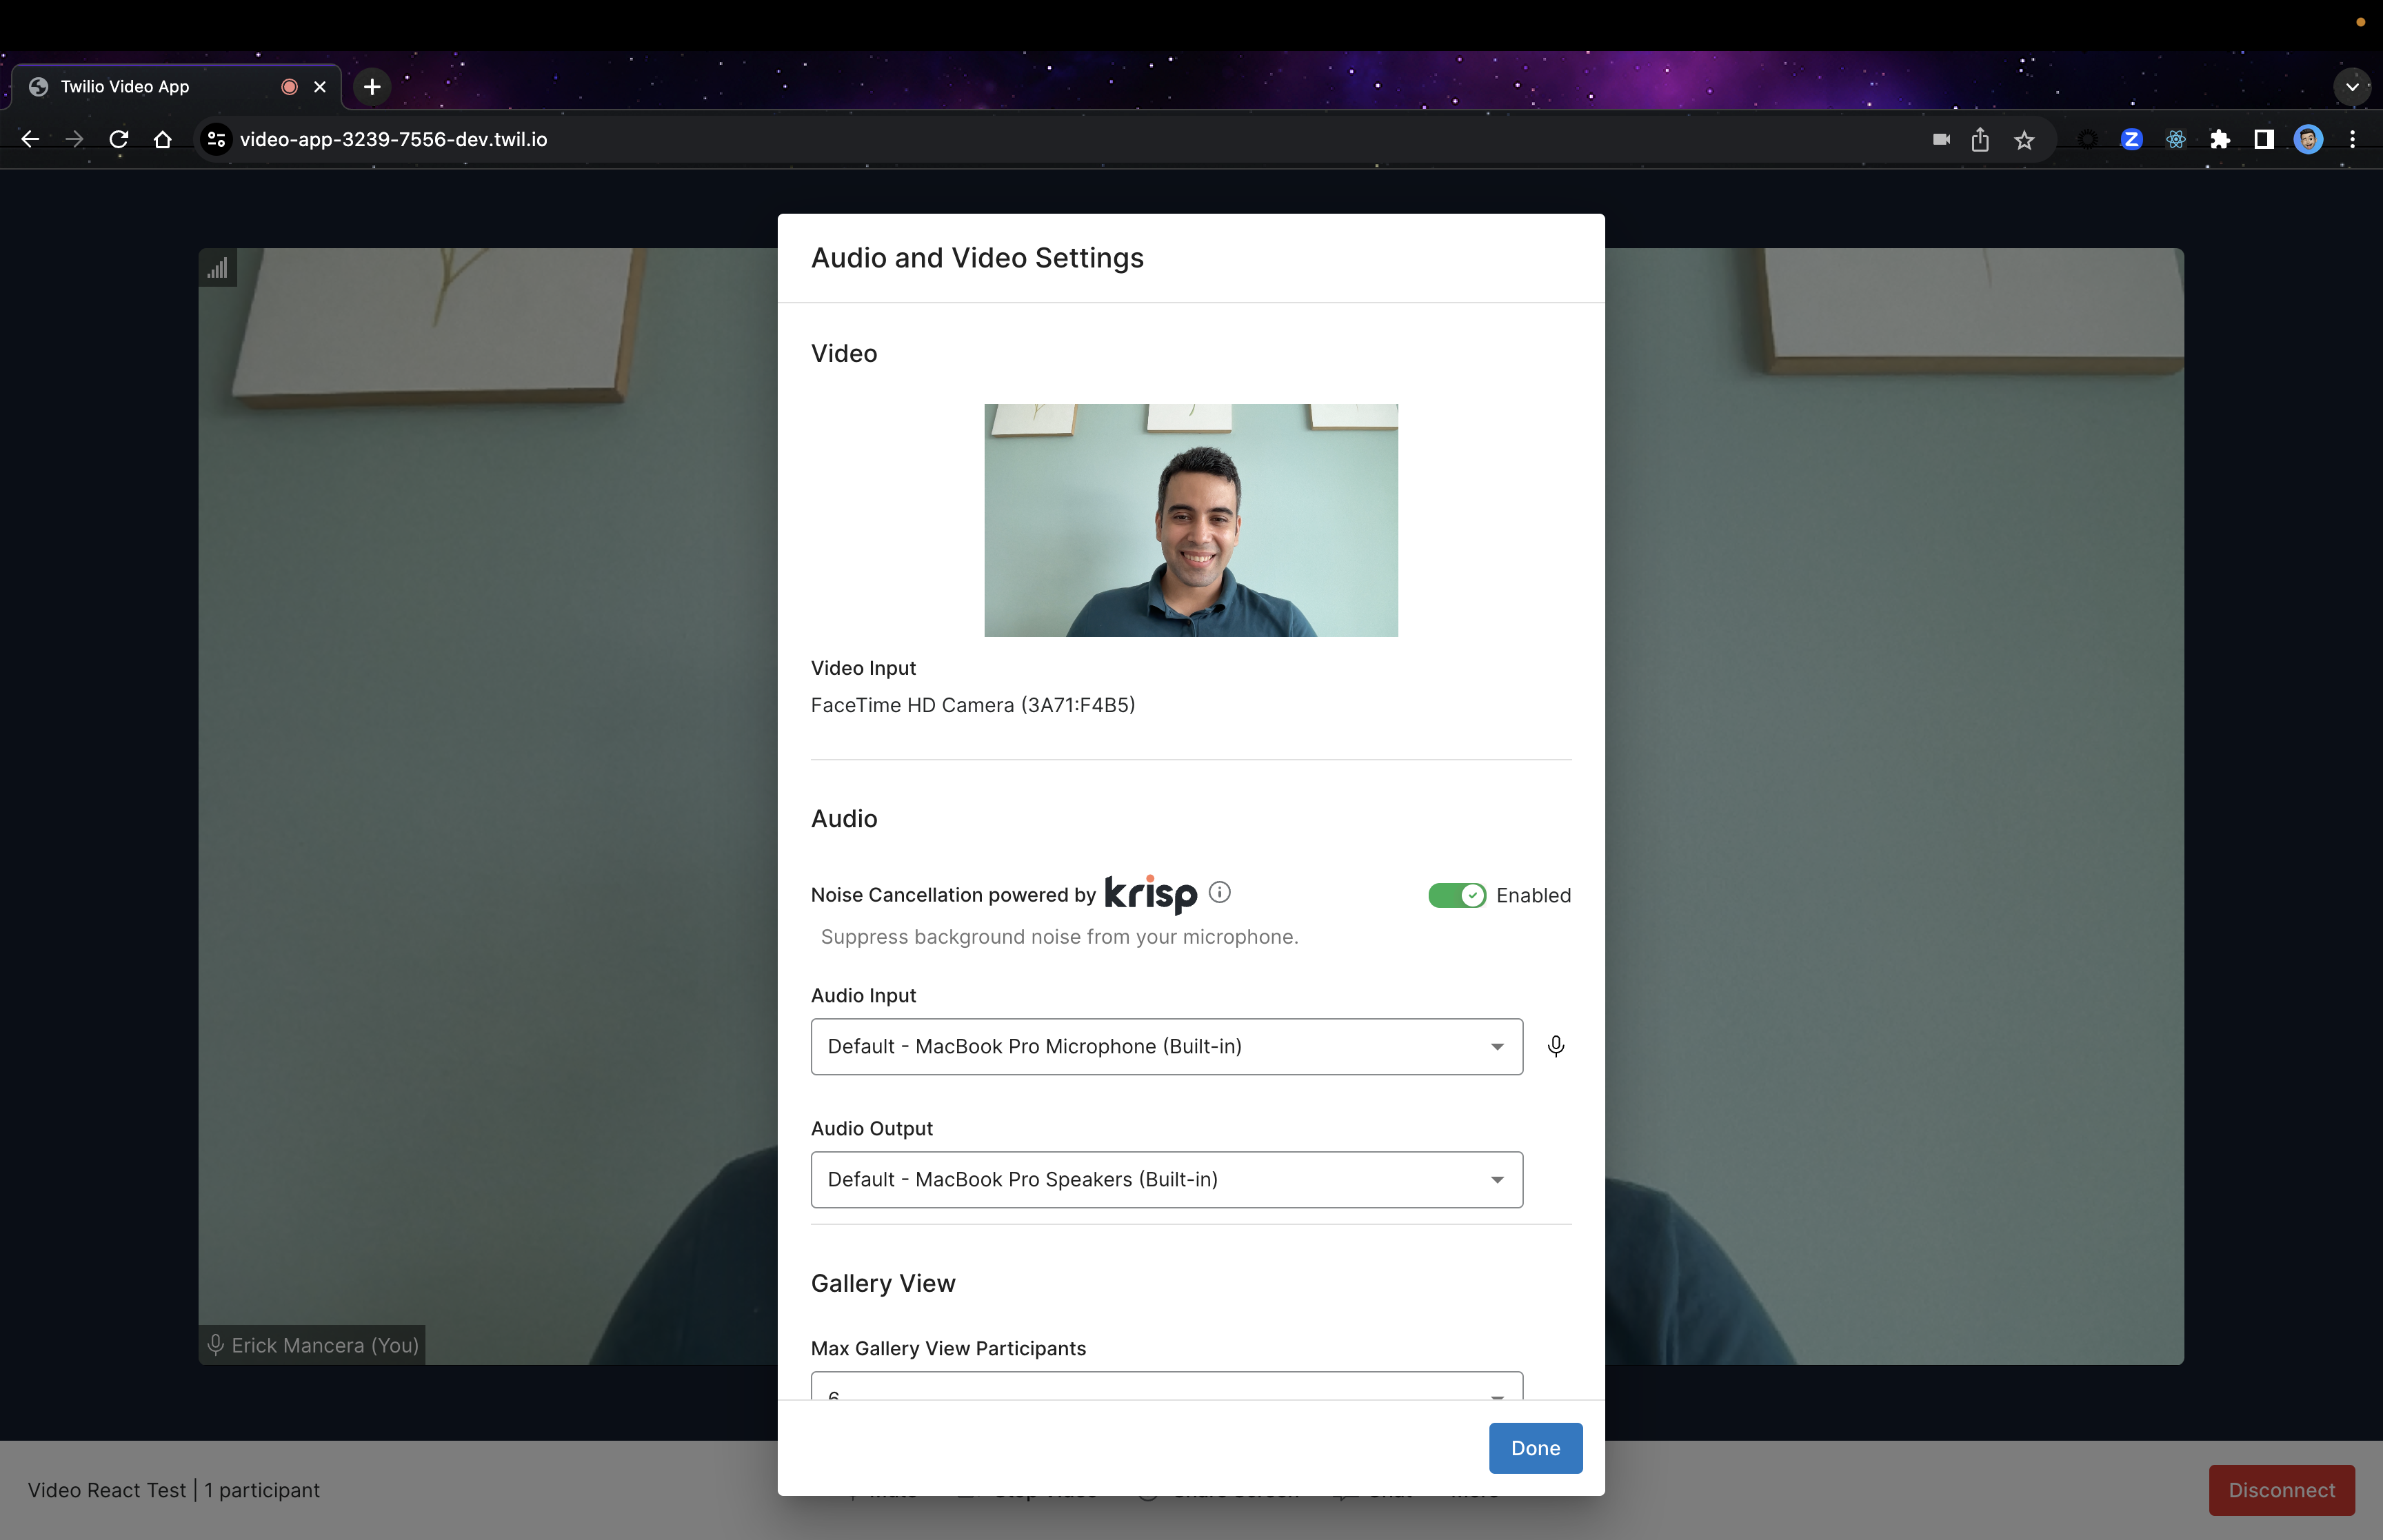 Twilio Video App
video-app-3239-7556-dev.twil.io
Audio and Video Settings
Video
Video Input
FaceTime HD Camera (3A71:F4B5)
Audio
Noise Cancellation powered by krisp
Enabled
Suppress background noise from your microphone.
Audio Input
Default - MacBook Pro Microphone (Built-in)
Audio Output
Default - MacBook Pro Speakers (Built-in)
Gallery View
Max Gallery View Participants
6
Done
Erick Mancera (You)
Video React Test | 1 participant
Disconnect